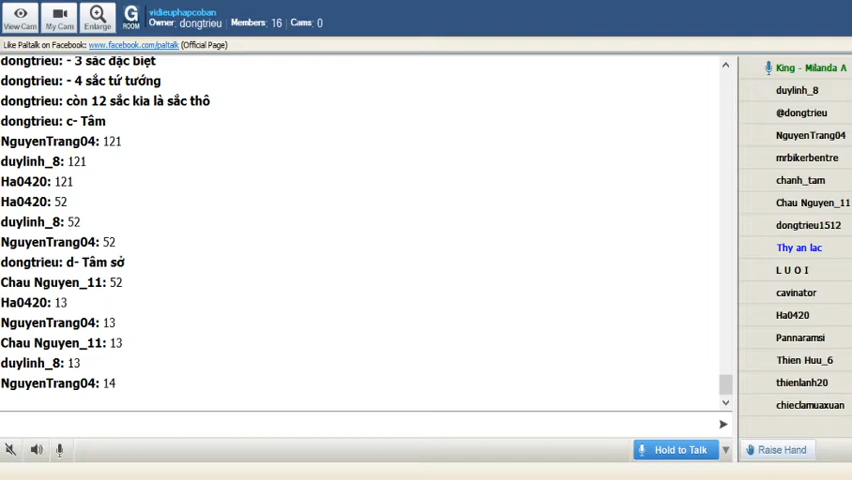 vidieuphapcoban
Owner: dongtrieu Members: 16 Cams: 0
View Cam
My Cam
Enlarge
G
ROOM
Like Paltalk on Facebook: www.facebook.com/paltalk (Official Page)
dongtrieu: - 3 sắc đặc biệt
dongtrieu: - 4 sắc tứ tướng
dongtrieu: còn 12 sắc kia là sắc thô
dongtrieu: c- Tâm
NguyenTrang04: 121
duylinh_8: 121
Ha0420: 121
Ha0420: 52
duylinh_8: 52
NguyenTrang04: 52
dongtrieu: d- Tâm sở
Chau Nguyen_11: 52
Ha0420: 13
NguyenTrang04: 13
Chau Nguyen_11: 13
duylinh_8: 13
NguyenTrang04: 14
King - Milanda A
duylinh_8
@dongtrieu
NguyenTrang04
mrbikerbentre
chanh_tam
Chau Nguyen_11
dongtrieu1512
Thy an lac
L U O I
cavinator
Ha0420
Pannaramsi
Thien Huu_6
thienlanh20
chieclamuaxuan
Hold to Talk
Raise Hand